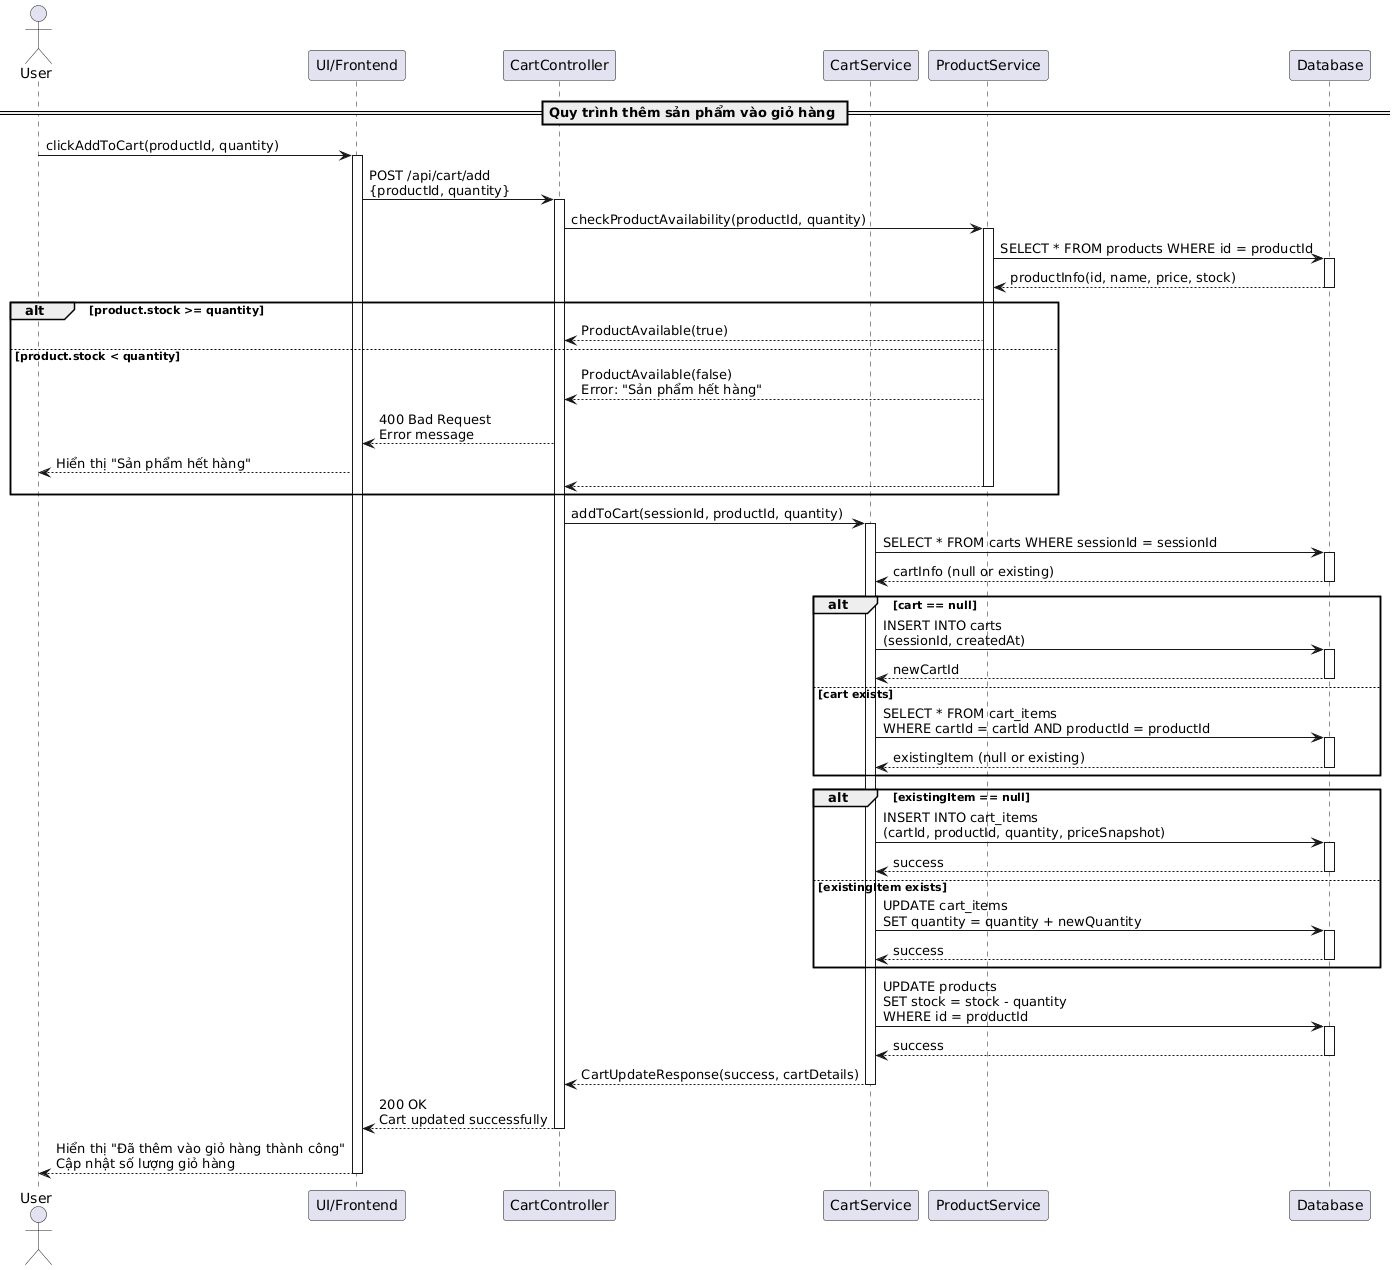 User
UI/Frontend
CartController
CartService
ProductService
Database
Quy trình thêm sản phẩm vào giỏ hàng
clickAddToCart(productId, quantity)
POST /api/cart/add
{productId, quantity}
checkProductAvailability(productId, quantity)
SELECT * FROM products WHERE id = productId
productInfo(id, name, price, stock)
alt
[product.stock >= quantity]
ProductAvailable(true)
[product.stock < quantity]
ProductAvailable(false)
Error: "Sản phẩm hết hàng"
400 Bad Request
Error message
Hiển thị "Sản phẩm hết hàng"
addToCart(sessionId, productId, quantity)
SELECT * FROM carts WHERE sessionId = sessionId
cartInfo (null or existing)
alt
[cart == null]
INSERT INTO carts
(sessionId, createdAt)
newCartId
[cart exists]
SELECT * FROM cart_items
WHERE cartId = cartId AND productId = productId
existingItem (null or existing)
alt
[existingItem == null]
INSERT INTO cart_items
(cartId, productId, quantity, priceSnapshot)
success
[existingItem exists]
UPDATE cart_items
SET quantity = quantity + newQuantity
success
UPDATE products
SET stock = stock - quantity
WHERE id = productId
success
CartUpdateResponse(success, cartDetails)
200 OK
Cart updated successfully
Hiển thị "Đã thêm vào giỏ hàng thành công"
Cập nhật số lượng giỏ hàng
User
UI/Frontend
CartController
CartService
ProductService
Database